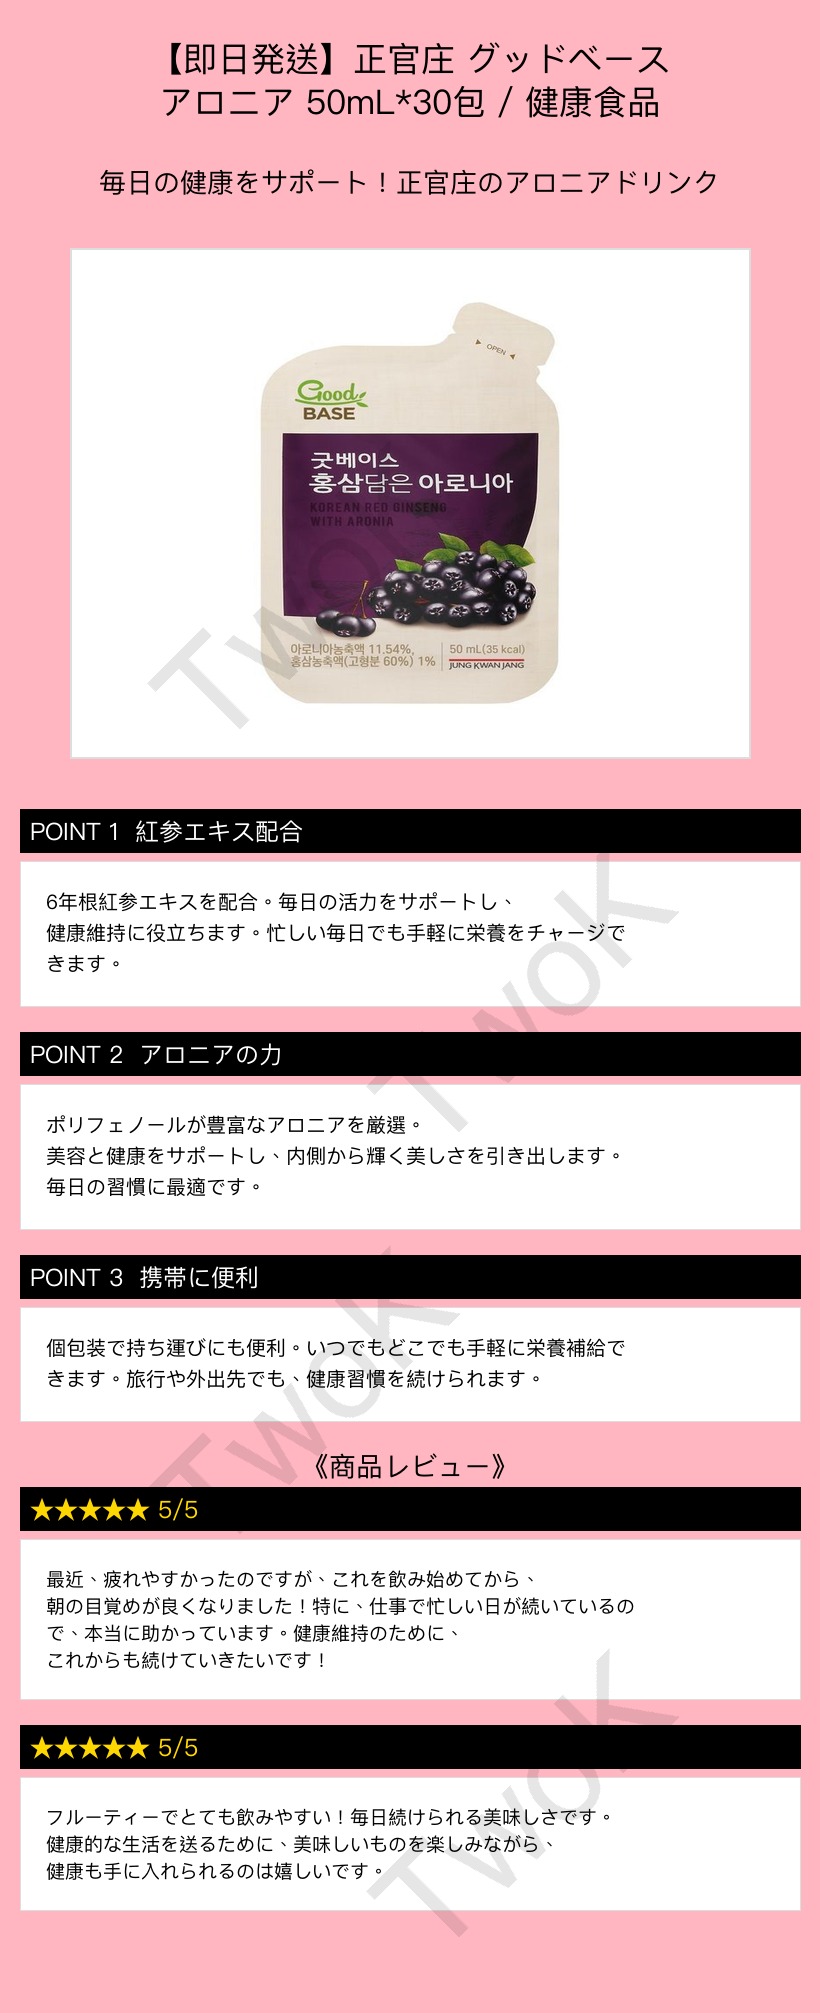 【即日発送】正官庄 グッドベース
アロニア 50mL*30包 / 健康食品
毎日の健康をサポート！正官庄のアロニアドリンク
OPEN
Good
BASE
굿베이스
홍삼담은 아로니아
KOREAN RED GINSENG
WITH ARONIA
아로니아농축액 11.54%,
홍삼농축액(고형분 60%) 1%
50 mL(35 kcal)
JUNG KWAN JANG
TwoK
POINT 1 紅参エキス配合
6年根紅参エキスを配合。毎日の活力をサポートし、
健康維持に役立ちます。忙しい毎日でも手軽に栄養をチャージで
きます。
TwoK
POINT 2 アロニアの力
ポリフェノールが豊富なアロニアを厳選。
美容と健康をサポートし、内側から輝く美しさを引き出します。
毎日の習慣に最適です。
POINT 3 携帯に便利
個包装で持ち運びにも便利。いつでもどこでも手軽に栄養補給で
きます。旅行や外出先でも、健康習慣を続けられます。
TwoK
《商品レビュー》
★★★★★ 5/5
最近、疲れやすかったのですが、これを飲み始めてから、
朝の目覚めが良くなりました！特に、仕事で忙しい日が続いているの
で、本当に助かっています。健康維持のために、
これからも続けていきたいです！
★★★★★ 5/5
フルーティーでとても飲みやすい！毎日続けられる美味しさです。
健康的な生活を送るために、美味しいものを楽しみながら、
健康も手に入れられるのは嬉しいです。
TwoK